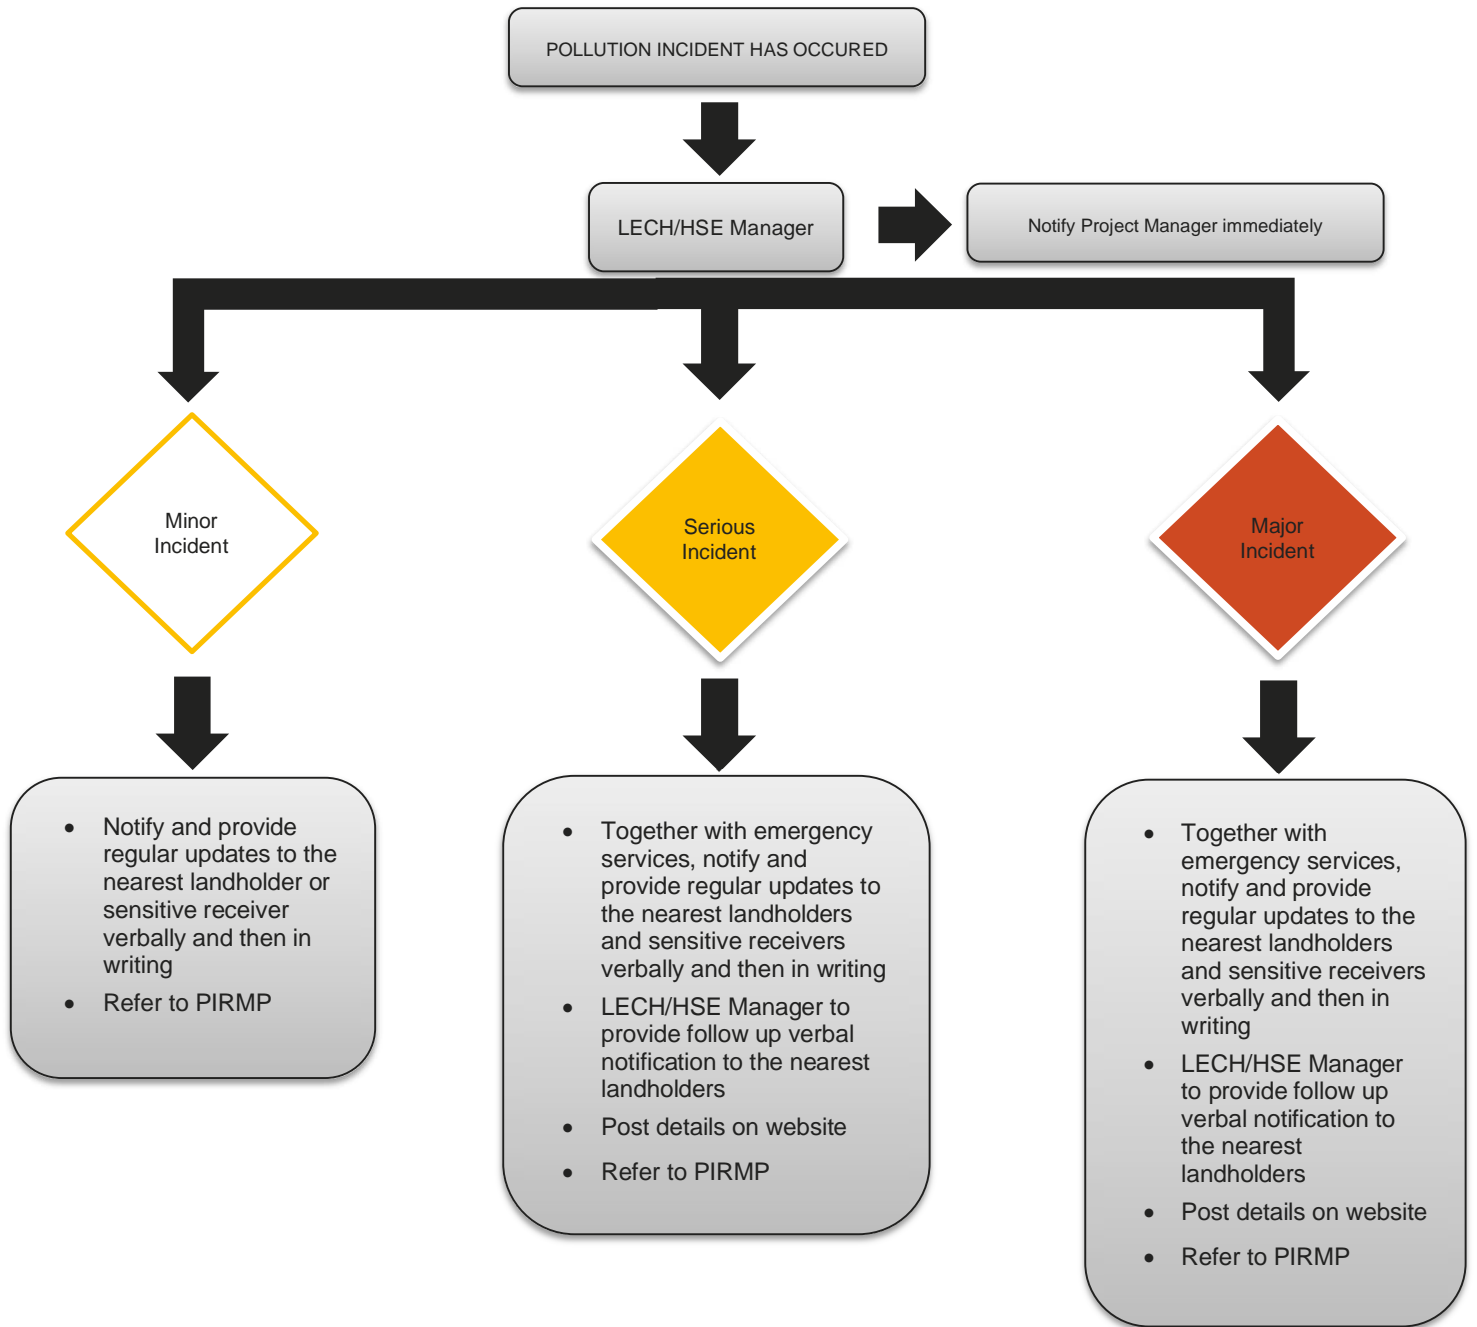 POLLUTION INCIDENT HAS OCCURED
LECH/HSE Manager
Notify Project Manager immediately
Minor
Incident
Serious
Incident
Major
Incident
• Notify and provide
regular updates to the
nearest landholder or
sensitive receiver
verbally and then in
writing
• Refer to PIRMP
• Together with emergency
services, notify and
provide regular updates to
the nearest landholders
and sensitive receivers
verbally and then in writing
• LECH/HSE Manager to
provide follow up verbal
notification to the nearest
landholders
• Post details on website
• Refer to PIRMP
• Together with
emergency services,
notify and provide
regular updates to the
nearest landholders
and sensitive receivers
verbally and then in
writing
• LECH/HSE Manager
to provide follow up
verbal notification to
the nearest
landholders
• Post details on website
• Refer to PIRMP